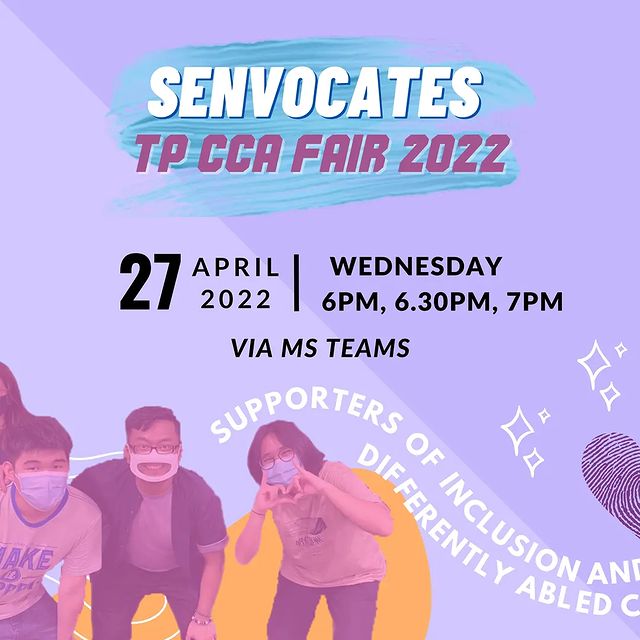 SENVOCATES
TP CCA FAIR 2022
27 APRIL 2022 | WEDNESDAY
6PM, 6.30PM, 7PM
VIA MS TEAMS
SUPPORTERS OF INCLUSION AND
DIFFERENTLY ABLED C
MAKE